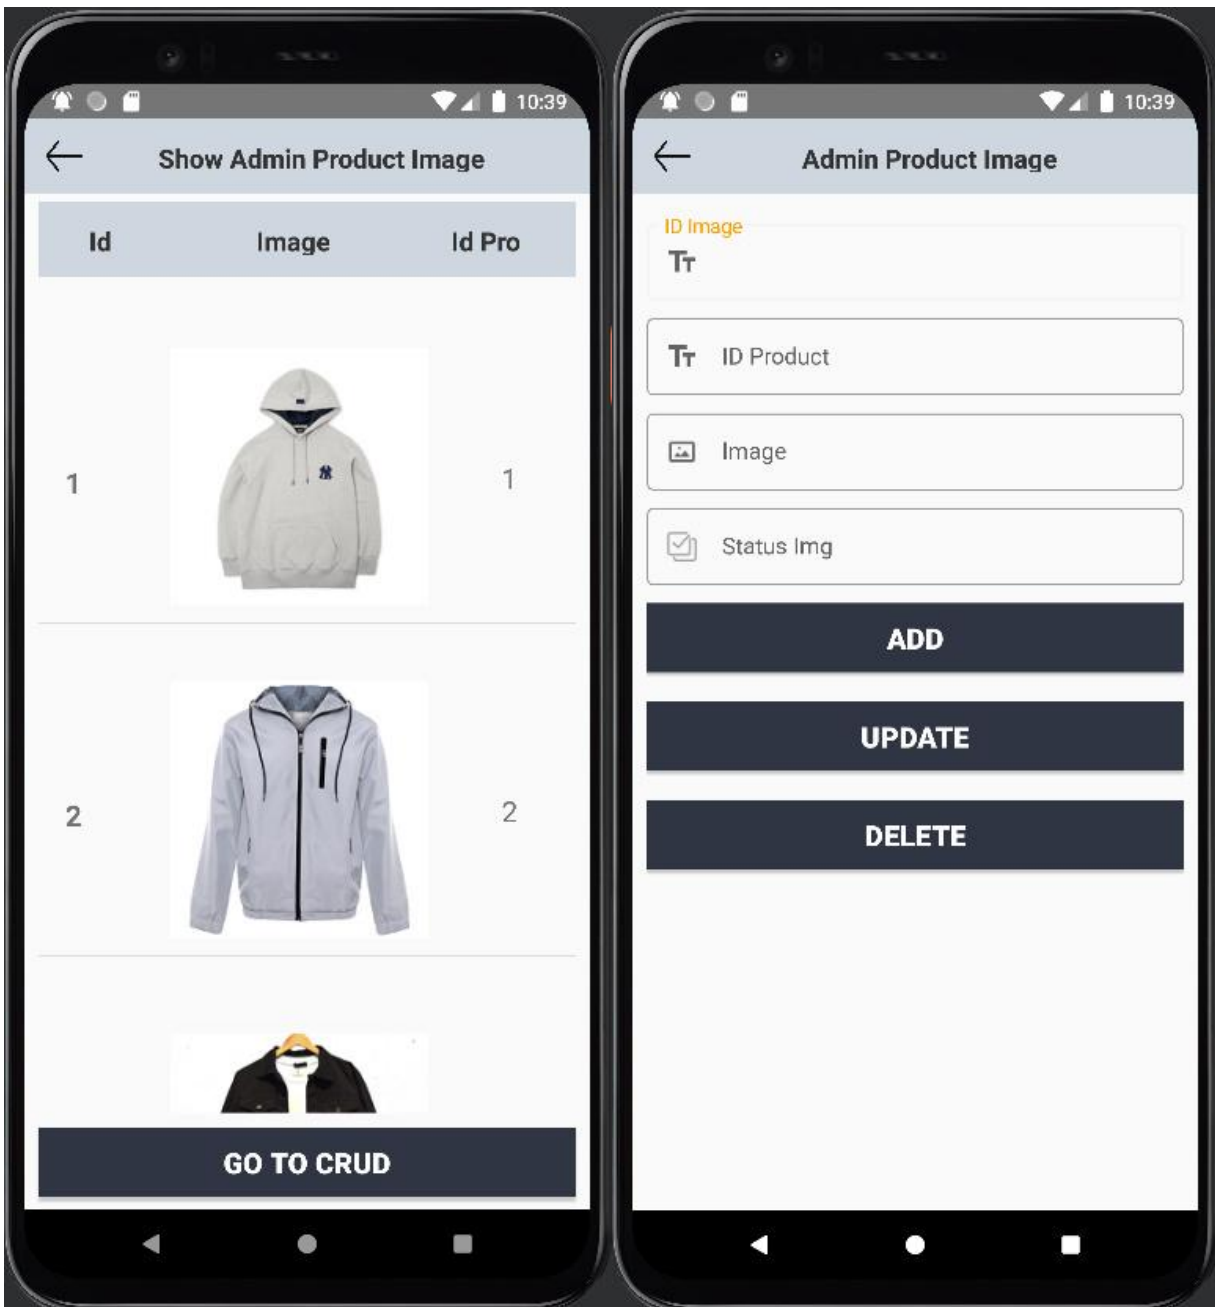 10:39
Show Admin Product Image
Id Image Id Pro
1 1
2 2
GO TO CRUD
10:39
Admin Product Image
ID Image
ID Product
Image
Status Img
ADD
UPDATE
DELETE